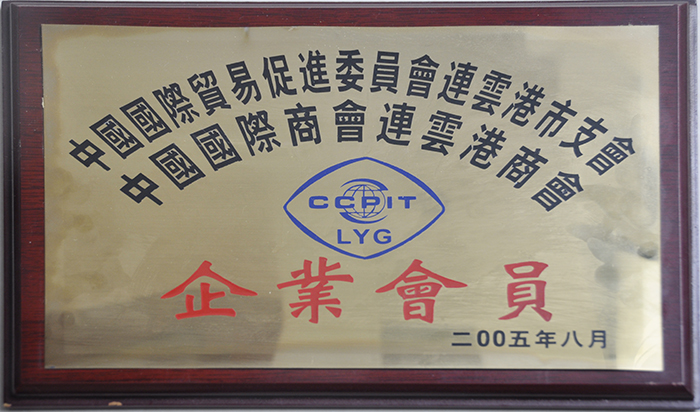 中國國際貿易促進委員會連雲港市支會
中國國際商會連雲港商會
CCPIT
LYG
企業會員
二00五年八月